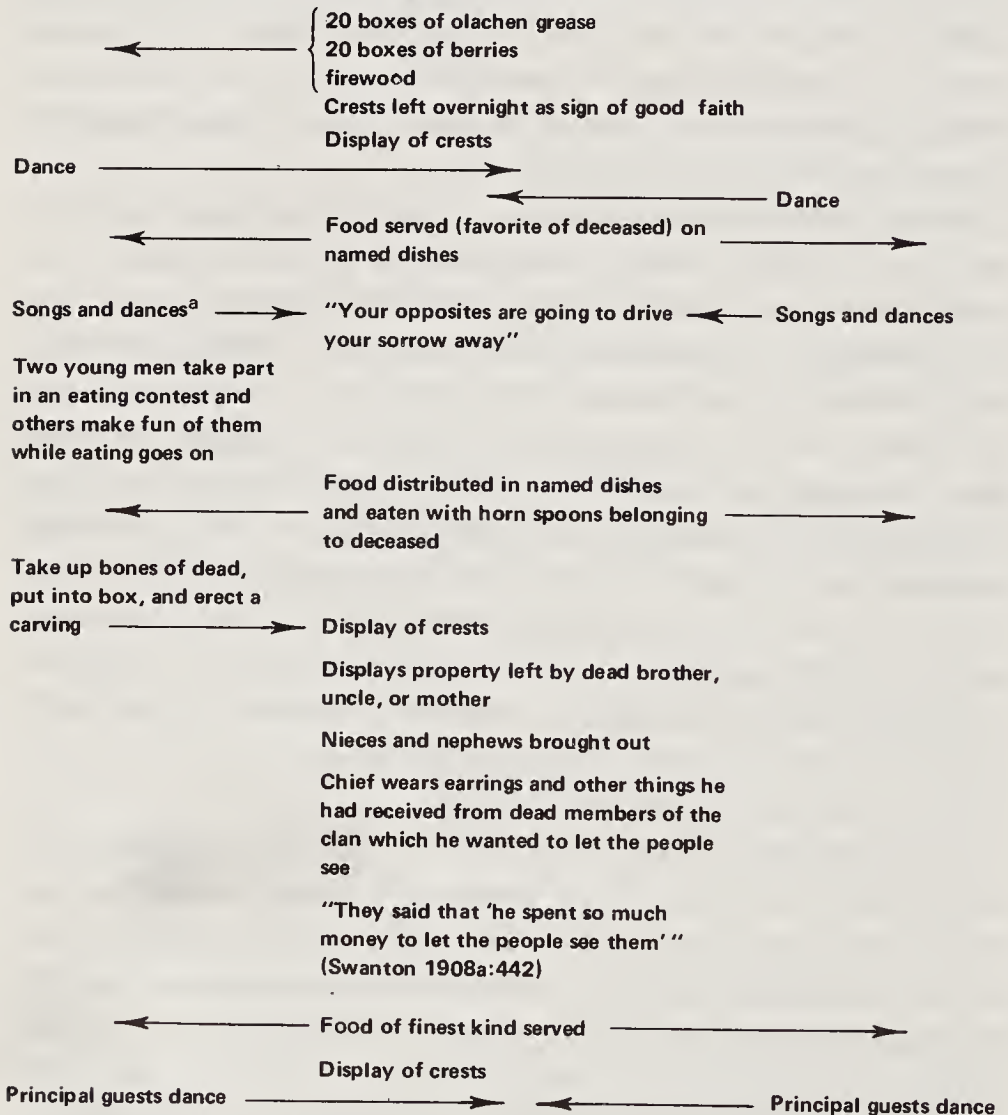 20 boxes of olachen grease
20 boxes of berries
firewood
Crests left overnight as sign of good faith
Display of crests
Dance
Dance
Food served (favorite of deceased) on
named dishes
Songs and dances a
"Your opposites are going to drive
your sorrow away"
Songs and dances
Two young men take part
in an eating contest and
others make fun of them
while eating goes on
Food distributed in named dishes
and eaten with horn spoons belonging
to deceased
Take up bones of dead,
put into box, and erect a
carving
Display of crests
Displays property left by dead brother,
uncle, or mother
Nieces and nephews brought out
Chief wears earrings and other things he
had received from dead members of the
clan which he wanted to let the people
see
"They said that 'he spent so much
money to let the people see them' "
(Swanton 1908a:442)
Food of finest kind served
Display of crests
Principal guests dance
Principal guests dance